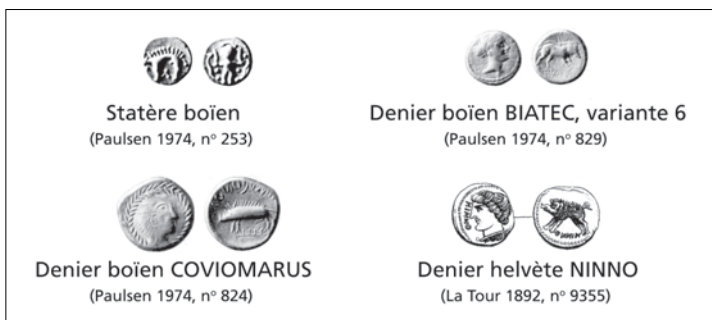 Statère boïen
(Paulsen 1974, nº 253)
Denier boïen BIATEC, variante 6
(Paulsen 1974, nº 829)
Denier boïen COVIOMARUS
(Paulsen 1974, nº 824)
Denier helvète NINNO
(La Tour 1892, nº 9355)